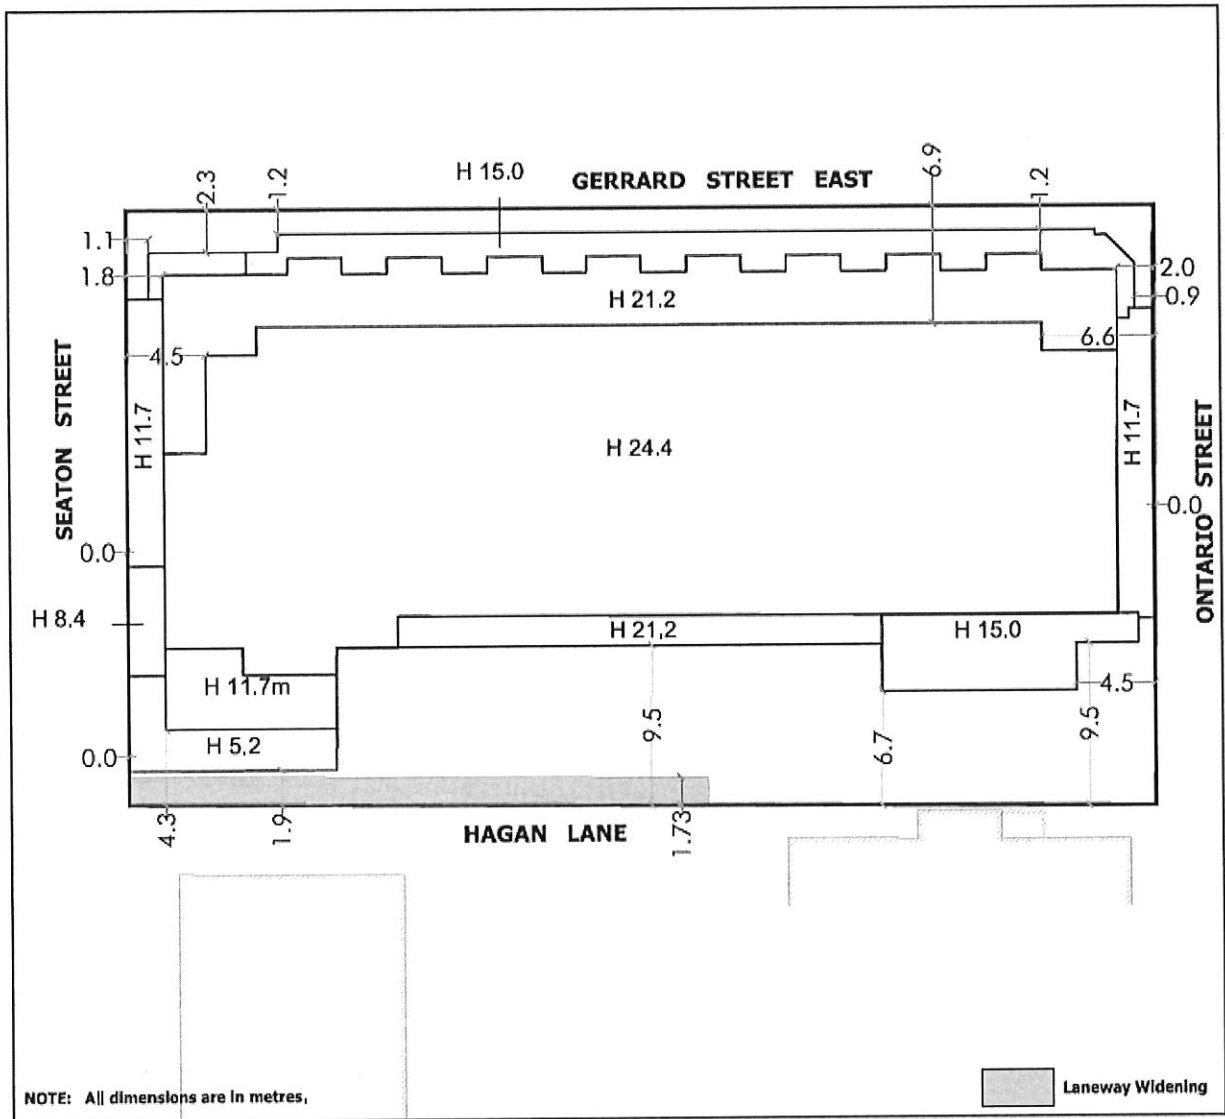 2.3
1.2
H 15.0
GERRARD STREET EAST
6.9
1.2
1.1
1.8
2.0
0.9
H 21.2
6.6
4.5
SEATON STREET
H 11.7
H 24.4
H 11.7
ONTARIO STREET
0.0
0.0
H 8.4
H 21.2
H 15.0
H 11.7m
4.5
9.5
6.7
9.5
H 5.2
0.0
4.3
1.9
HAGAN LANE
1.73
NOTE: All dimensions are in metres.
Laneway Widening